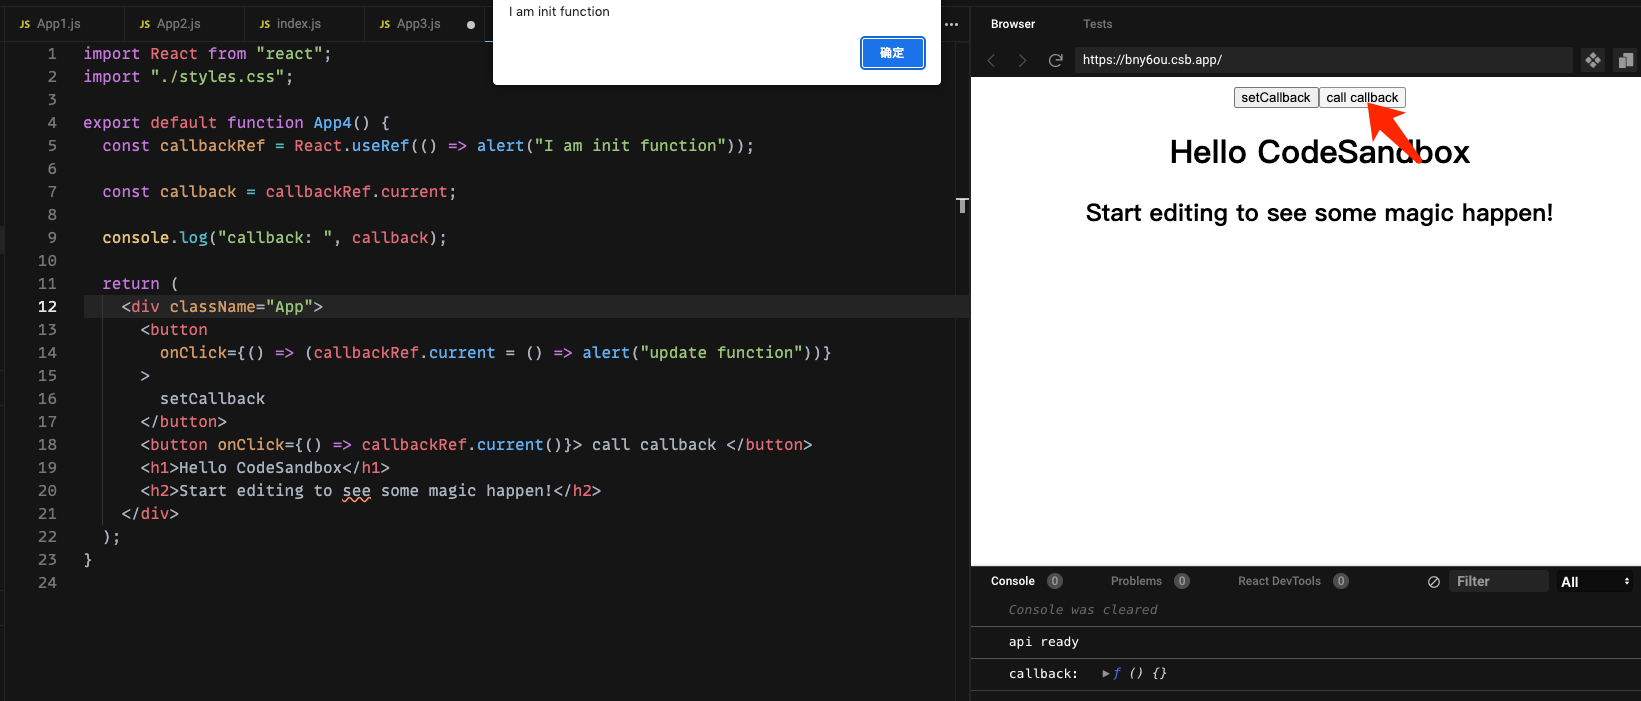 JS App1.js
JS App2.js
JS index.js
JS App3.js
I am init function
确定
1 import React from "react";
2 import "./styles.css";
3
4 export default function App4() {
5 const callbackRef = React.useRef(() => alert("I am init function"));
6
7 const callback = callbackRef.current;
8
9 console.log("callback: ", callback);
10
11 return (
12 <div className="App">
13 <button
14 onClick={() => (callbackRef.current = () => alert("update function"))}
15 >
16 setCallback
17 </button>
18 <button onClick={() => callbackRef.current()}> call callback </button>
19 <h1>Hello CodeSandbox</h1>
20 <h2>Start editing to see some magic happen!</h2>
21 </div>
22 );
23 }
24
Browser Tests
https://bny6ou.csb.app/
setCallback call callback
Hello CodeSandbox
Start editing to see some magic happen!
Console 0 Problems 0 React DevTools 0 Filter All
Console was cleared
api ready
callback: ▶ƒ () {}